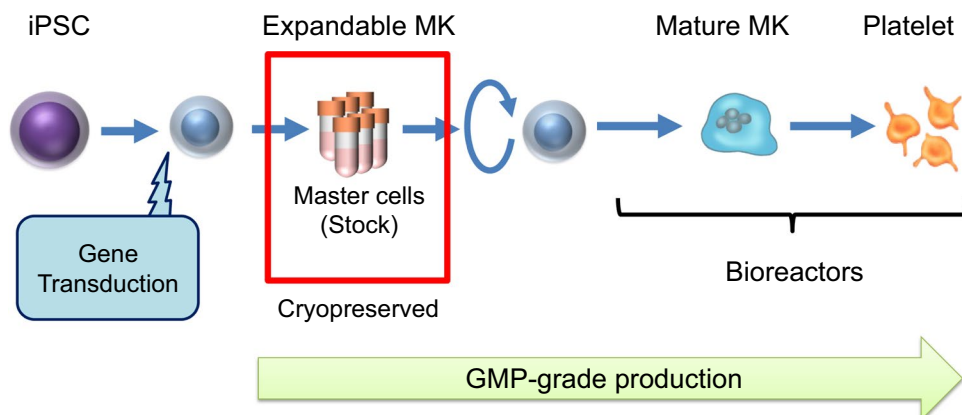 iPSC
Expandable MK
Mature MK
Platelet
Master cells
(Stock)
Gene
Transduction
Bioreactors
Cryopreserved
GMP-grade production